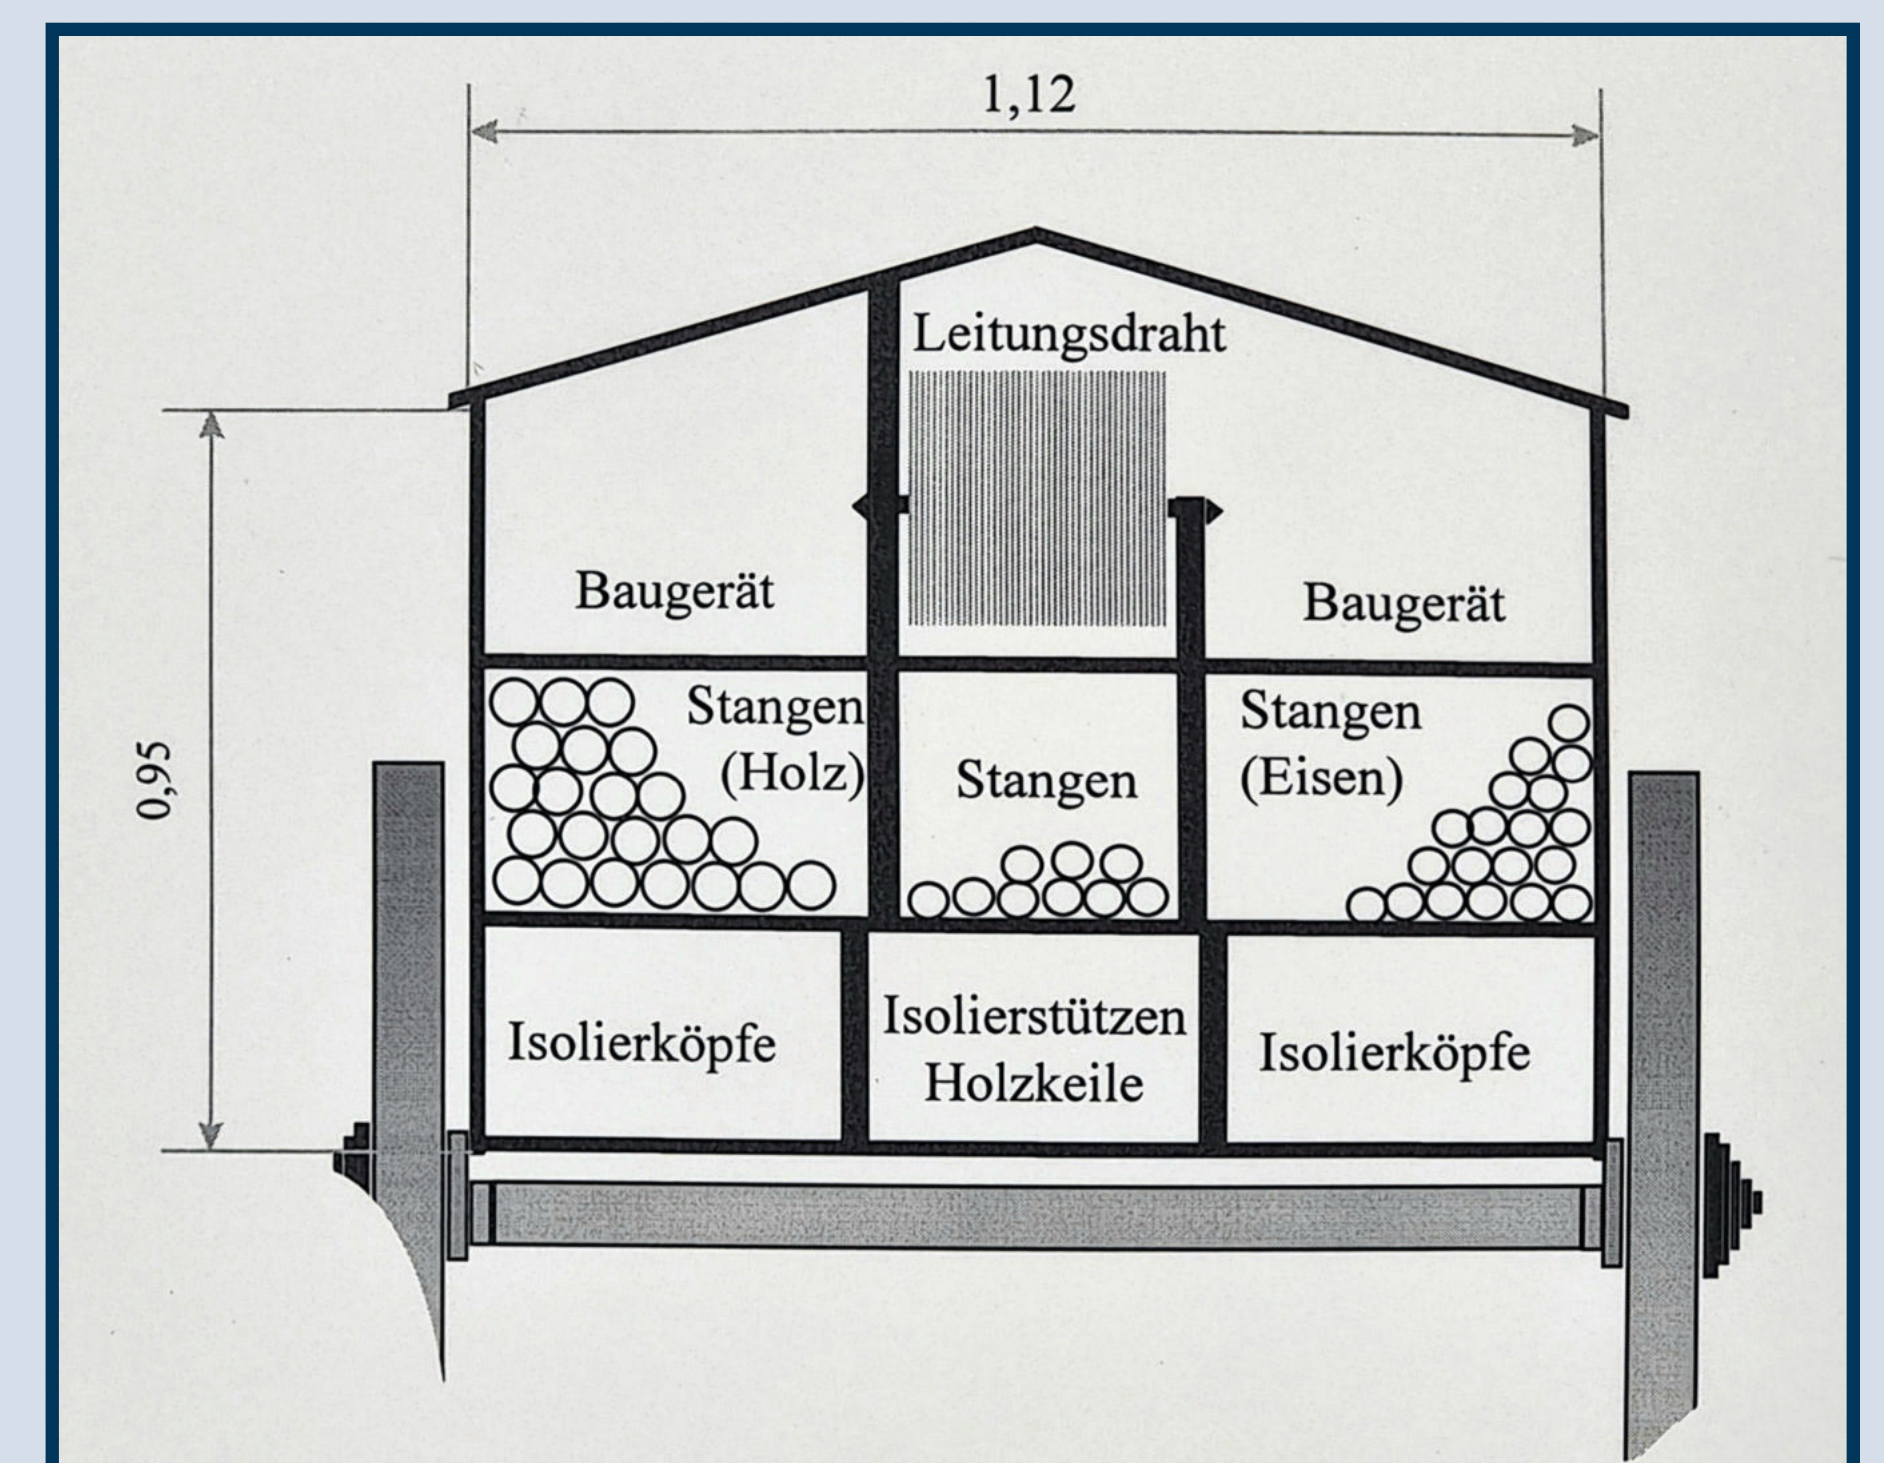 1,12
Leitungsdraht
0,95
Baugerät
Baugerät
Stangen
(Holz)
Stangen
Stangen
(Eisen)
Isolierköpfe
Isolierstützen
Holzkeile
Isolierköpfe